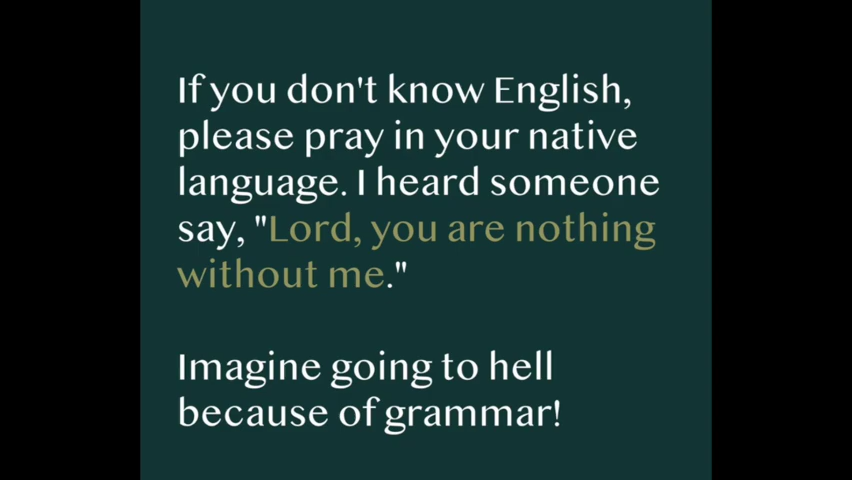 If you don't know English,
please pray in your native
language. I heard someone
say, "Lord, you are nothing
without me."
Imagine going to hell
because of grammar!